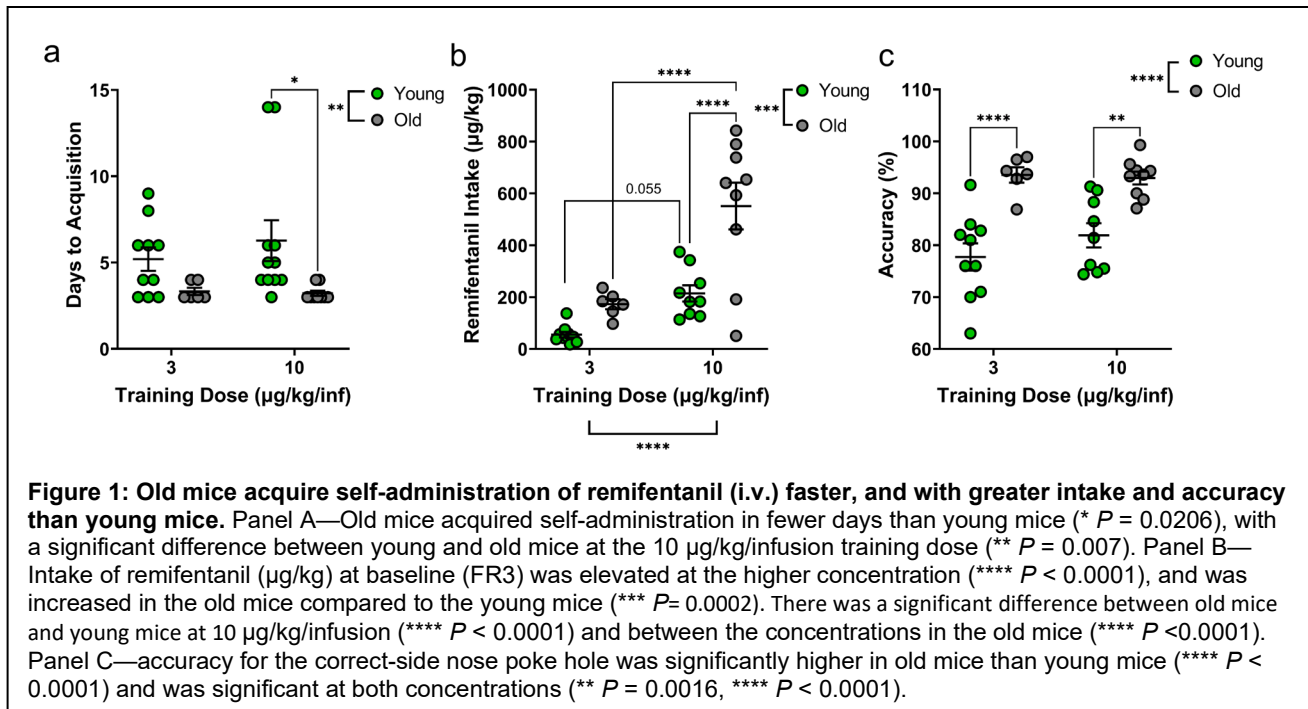 a
15
10
5
0
Days to Acquisition
3
10
Training Dose (µg/kg/inf)
*
**
Young
Old
b
1000
800
600
400
200
0
Remifentanil Intake (µg/kg)
3
10
Training Dose (µg/kg/inf)
****
****
****
0.055
***
Young
Old
c
110
100
90
80
70
60
Accuracy (%)
3
10
Training Dose (µg/kg/inf)
****
**
****
Young
Old
Figure 1: Old mice acquire self-administration of remifentanil (i.v.) faster, and with greater intake and accuracy
than young mice. Panel A—Old mice acquired self-administration in fewer days than young mice (* P = 0.0206), with
a significant difference between young and old mice at the 10 µg/kg/infusion training dose (** P = 0.007). Panel B—
Intake of remifentanil (µg/kg) at baseline (FR3) was elevated at the higher concentration (**** P < 0.0001), and was
increased in the old mice compared to the young mice (*** P= 0.0002). There was a significant difference between old mice
and young mice at 10 µg/kg/infusion (**** P < 0.0001) and between the concentrations in the old mice (**** P <0.0001).
Panel C—accuracy for the correct-side nose poke hole was significantly higher in old mice than young mice (**** P <
0.0001) and was significant at both concentrations (** P = 0.0016, **** P < 0.0001).